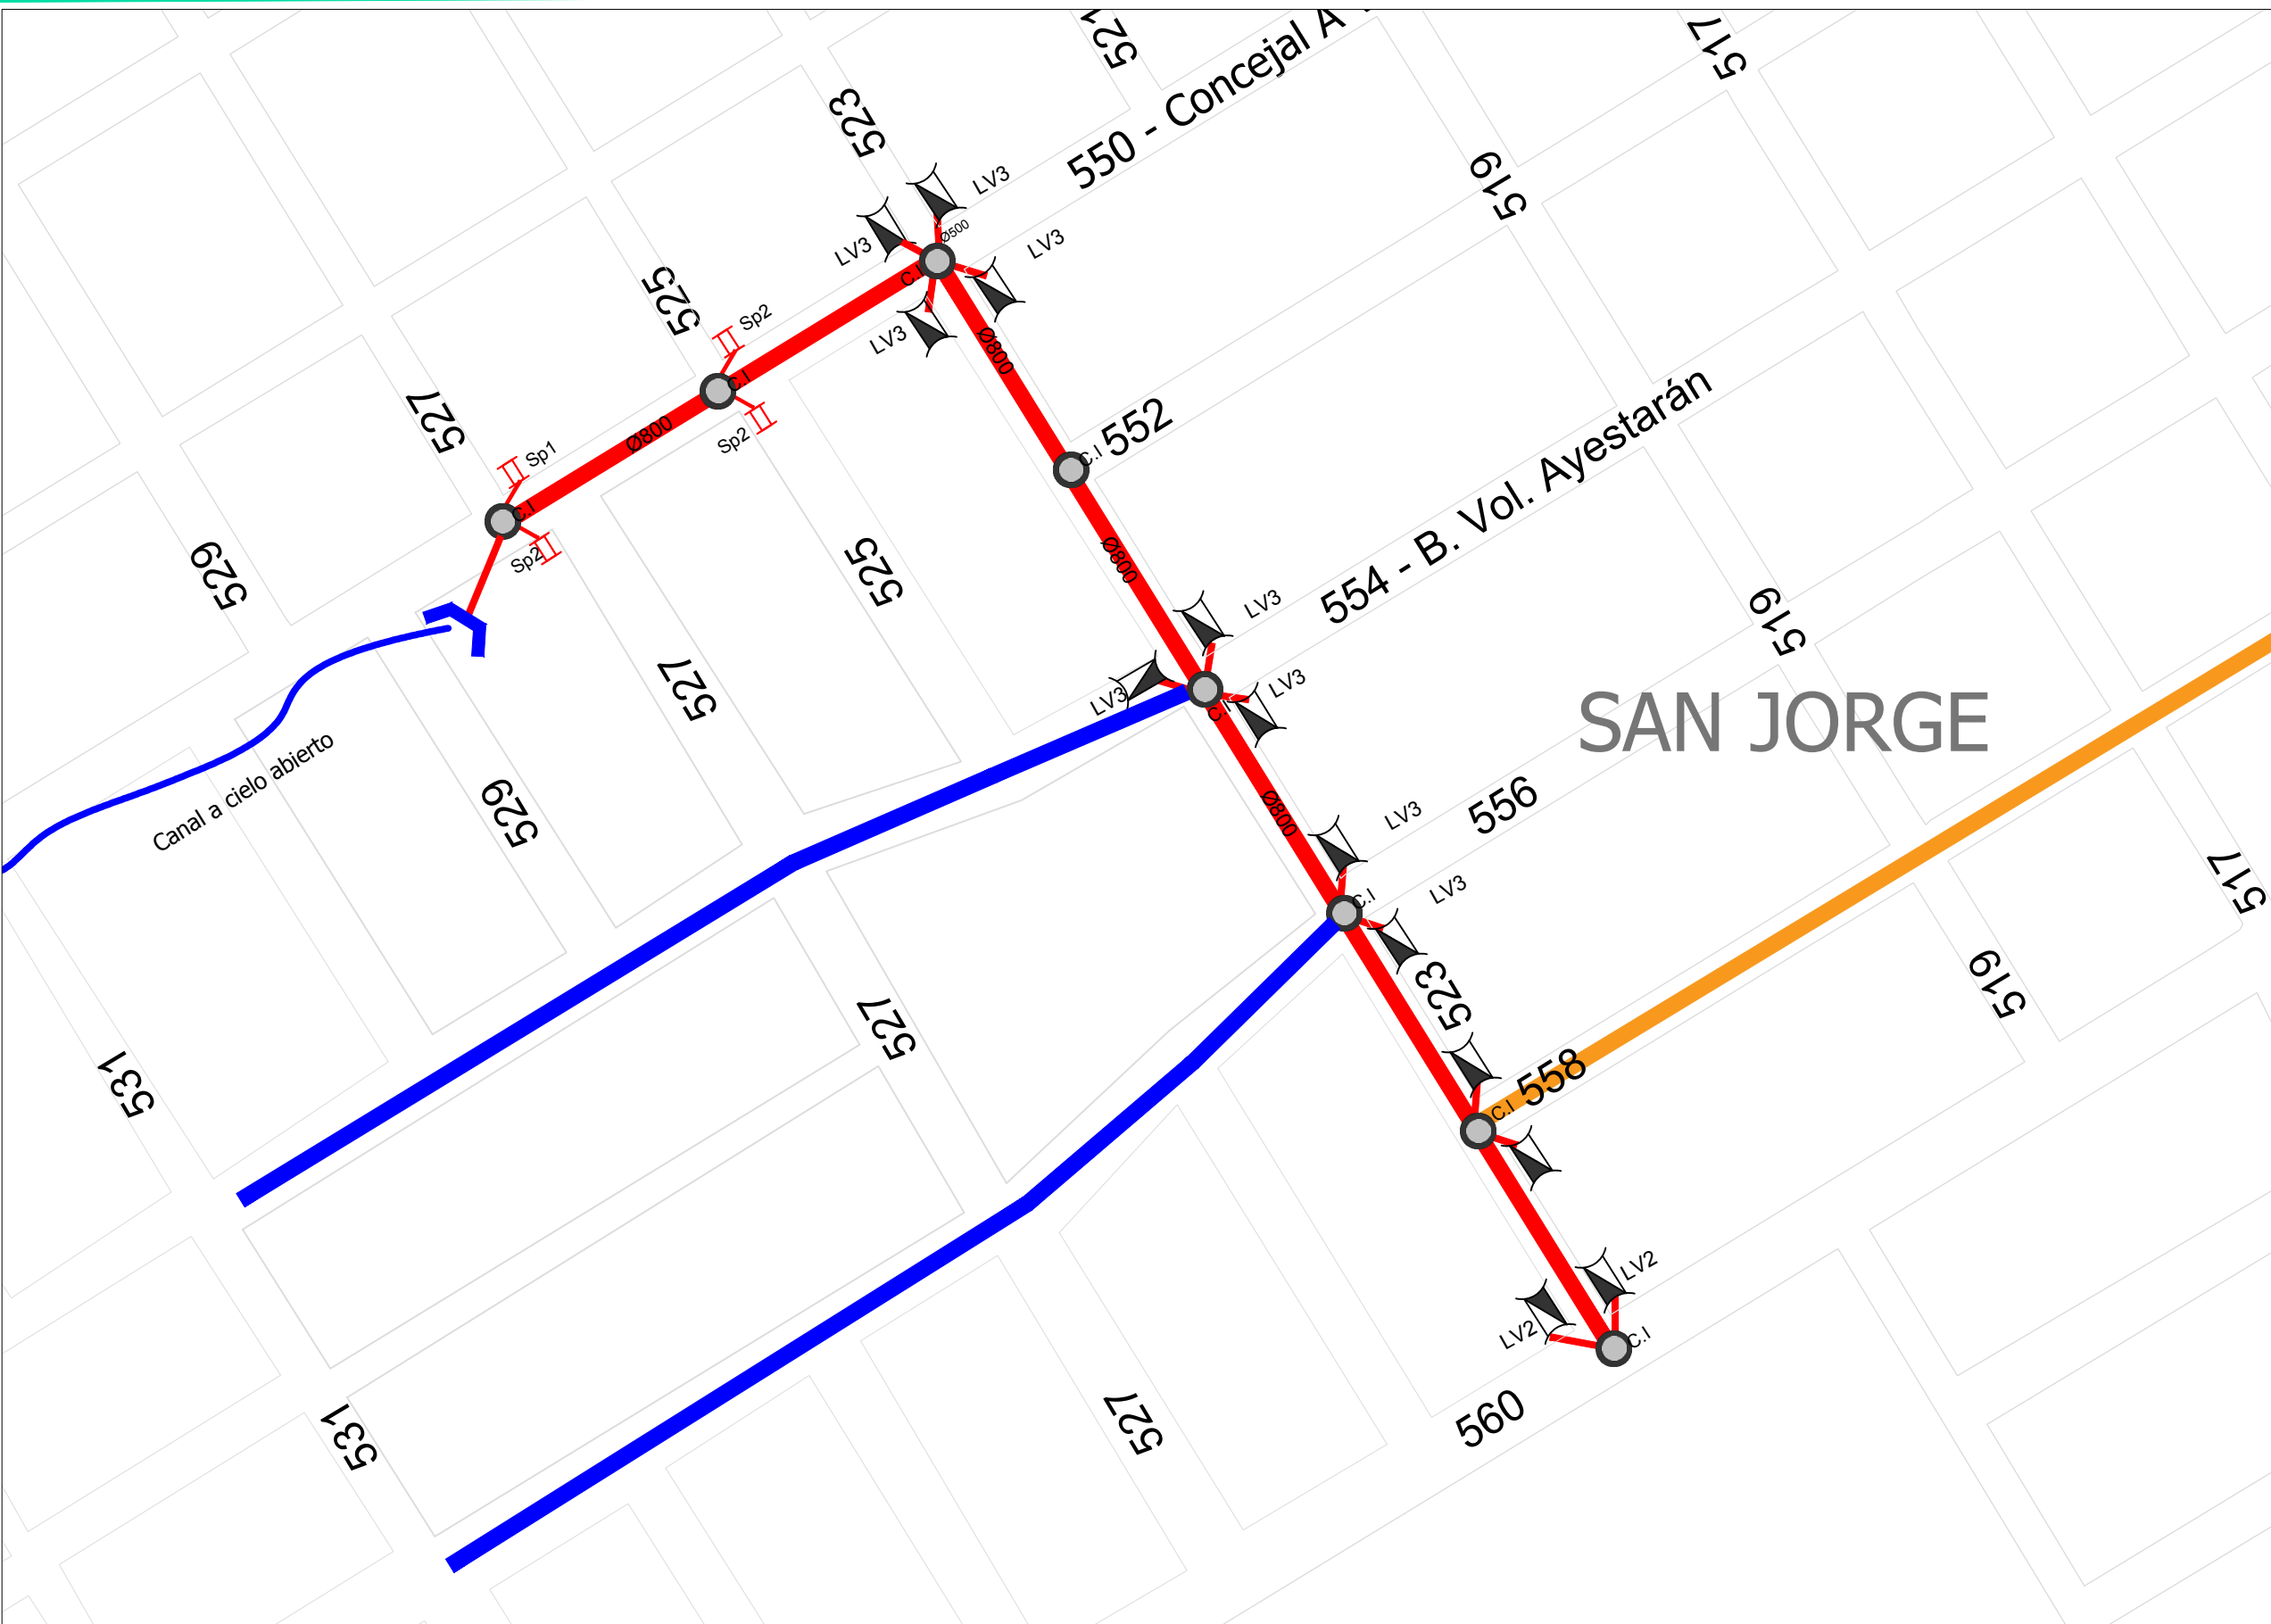 521
517
550 - Concejal A
523
LV3
519
LV3
Ø500
LV3
C.I
525
Sp2
LV3
Ø800
C.I
527
552
Ø800
Sp2
C.I
554 - B. Vol. Ayestarán
Sp1
C.I
Sp2
529
525
Ø800
LV3
519
527
LV3
LV3
C.I
SAN JORGE
Canal a cielo abierto
529
556
Ø800
LV3
C.I
LV3
517
523
519
527
531
558
C.I
LV2
C.I
LV2
560
527
531